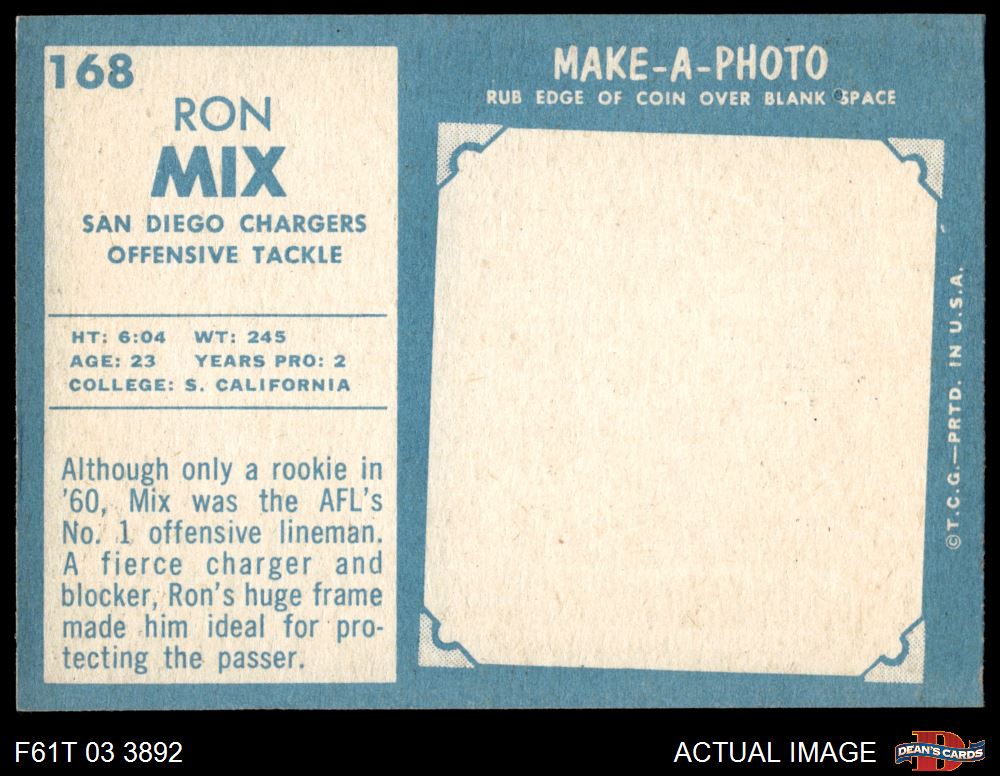 168
RON
MIX
SAN DIEGO CHARGERS
OFFENSIVE TACKLE
HT: 6:04 WT: 245
AGE: 23 YEARS PRO: 2
COLLEGE: S. CALIFORNIA
Although only a rookie in
'60, Mix was the AFL's
No. 1 offensive lineman.
A fierce charger and
blocker, Ron's huge frame
made him ideal for pro-
tecting the passer.
MAKE-A-PHOTO
RUB EDGE OF COIN OVER BLANK SPACE
©T.C.G.—PRTD. IN U.S.A.
F61T 03 3892
ACTUAL IMAGE
DEAN'S CARDS